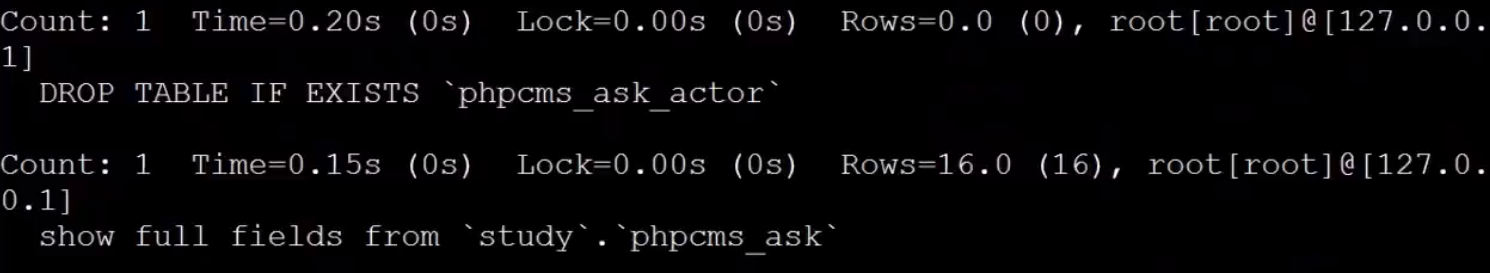 Count: 1  Time=0.20s (0s)  Lock=0.00s (0s)  Rows=0.0 (0), root[root]@[127.0.0.
1]
  DROP TABLE IF EXISTS `phpcms_ask_actor`

Count: 1  Time=0.15s (0s)  Lock=0.00s (0s)  Rows=16.0 (16), root[root]@[127.0.
0.1]
  show full fields from `study`.`phpcms_ask`